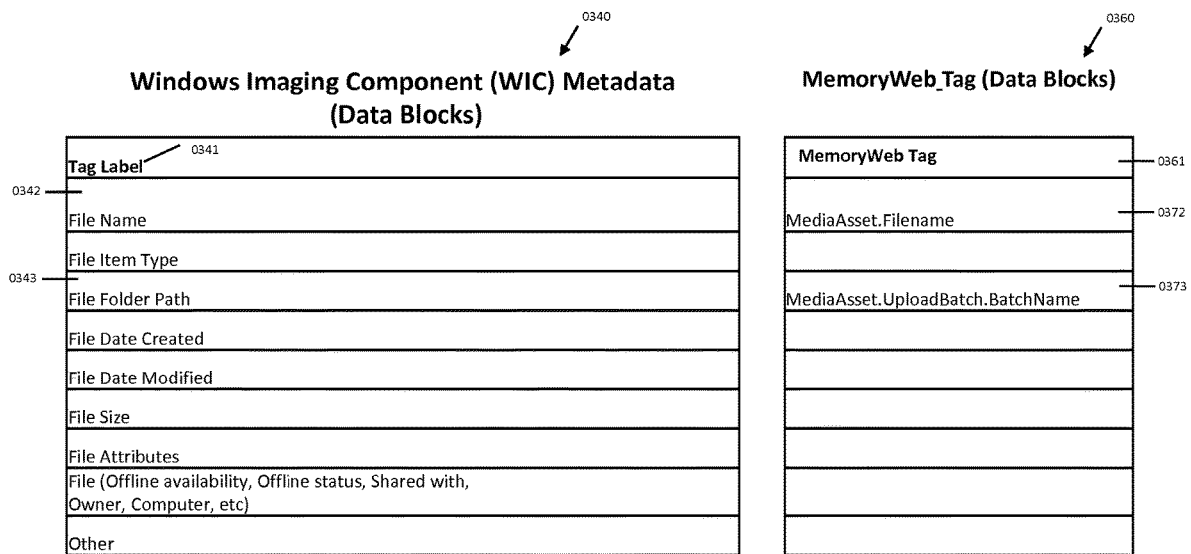 0340
0360
Windows Imaging Component (WIC) Metadata
(Data Blocks)
MemoryWeb_Tag (Data Blocks)
Tag Label
0341
MemoryWeb Tag
0361
0342
File Name
MediaAsset.Filename
0372
File Item Type
0343
File Folder Path
MediaAsset.UploadBatch.BatchName
0373
File Date Created
File Date Modified
File Size
File Attributes
File (Offline availability, Offline status, Shared with,
Owner, Computer, etc)
Other